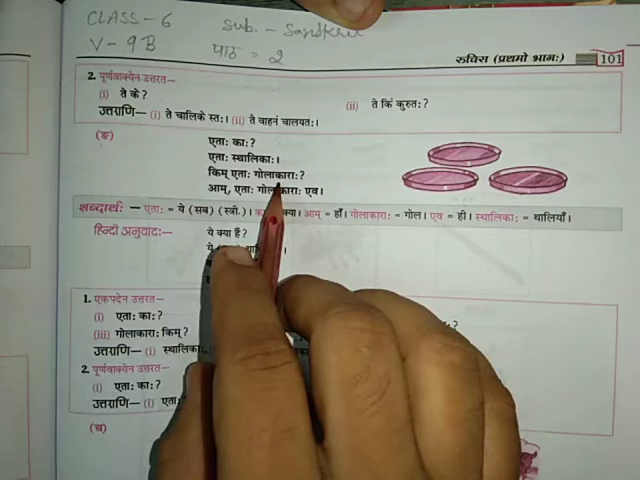 CLASS-6 Sub. - Sanskrit
V-9B पाठ = 2
रुचिरा (प्रथमो भागः) 101
2. पूर्णवाक्येन उत्तरत—
(i) ते के? (ii) ते किं कुरुतः?
उत्तराणि— (i) ते चालिके स्तः। (ii) ते वाहनं चालयतः।
(ङ)
एताः काः?
एताः स्थालिकाः।
किम् एताः गोलाकाराः?
आम्, एताः गोलाकाराः एव।
शब्दार्थः — एताः = ये (सब) (स्त्री.)। क्या। आम् = हाँ। गोलाकाराः = गोल। एव = ही। स्थालिकाः = थालियाँ।
हिन्दी अनुवादः— ये क्या हैं?
ये
1. एकपदेन उत्तरत—
(i) एताः काः?
(iii) गोलाकाराः किम्?
उत्तराणि— (i) स्थालिकाः
2. पूर्णवाक्येन उत्तरत—
(i) एताः काः?
उत्तराणि— (i) एताः
(च)